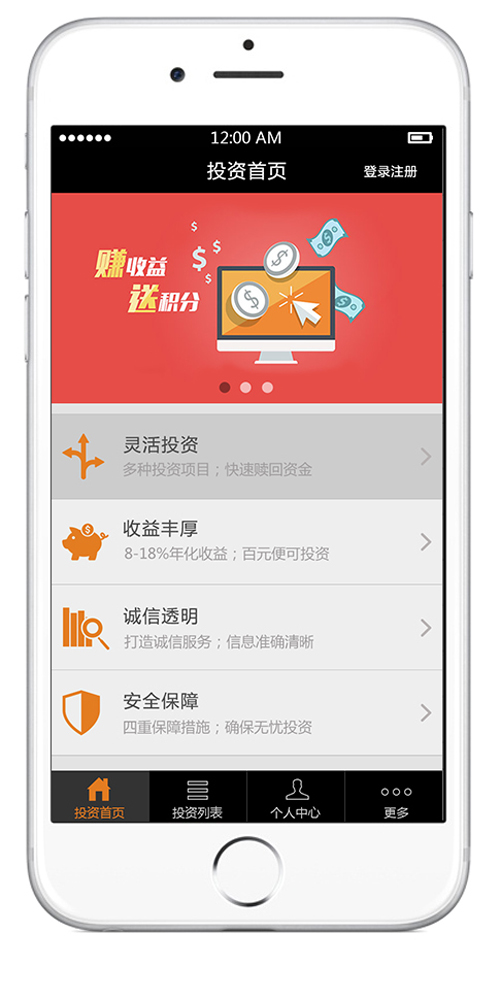 12:00 AM
投资首页
登录注册
赚收益
送积分
$
$
$
$
$
$
$
$
灵活投资
多种投资项目；快速赎回资金
$
收益丰厚
8-18%年化收益；百元便可投资
诚信透明
打造诚信服务；信息准确清晰
安全保障
四重保障措施；确保无忧投资
投资首页
投资列表
个人中心
更多